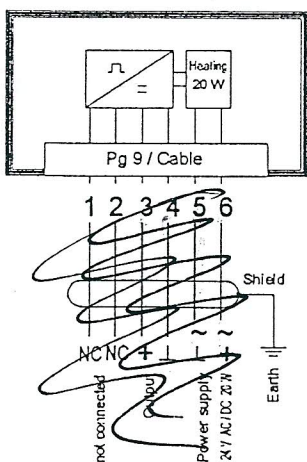 Heating
20 W
Pg 9 / Cable
1 2 3 4 5 6
Shield
NC NC + ⊥ ⊥ +
~ ~
not connected
Output
Power supply
24 V AC/DC 20 W
Earth